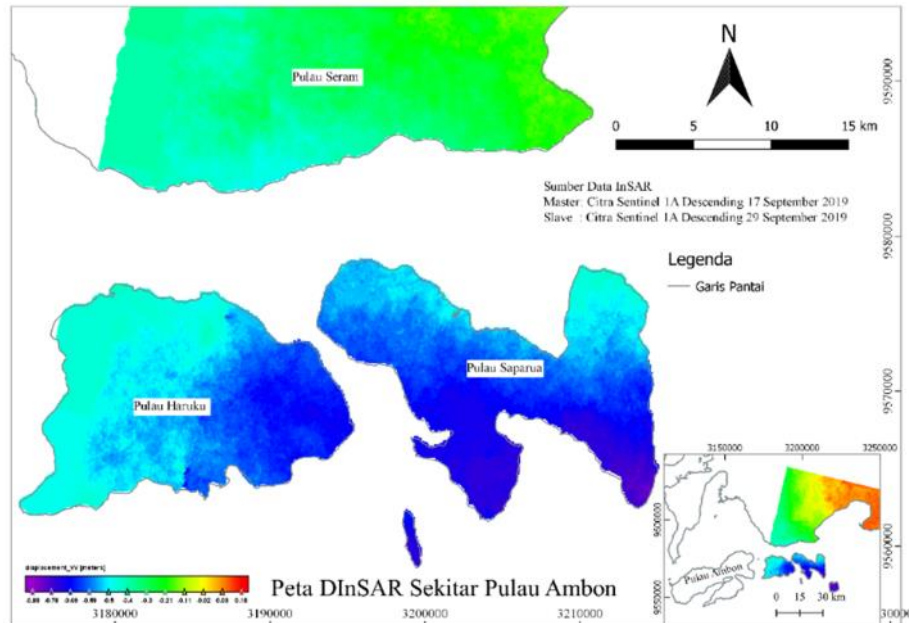 Pulau Seram
N
0 5 10 15 km
9590000
Sumber Data InSAR
Master: Citra Sentinel 1A Descending 17 September 2019
Slave : Citra Sentinel 1A Descending 29 September 2019
9580000
Legenda
Garis Pantai
Pulau Saparua
Pulau Haruku
9570000
3150000 3200000 3250000
9600000
9560000
Pulau Ambon
9550000
0 15 30 km
displacement_VV [meters]
Peta DInSAR Sekitar Pulau Ambon
3180000 3190000 3200000 3210000